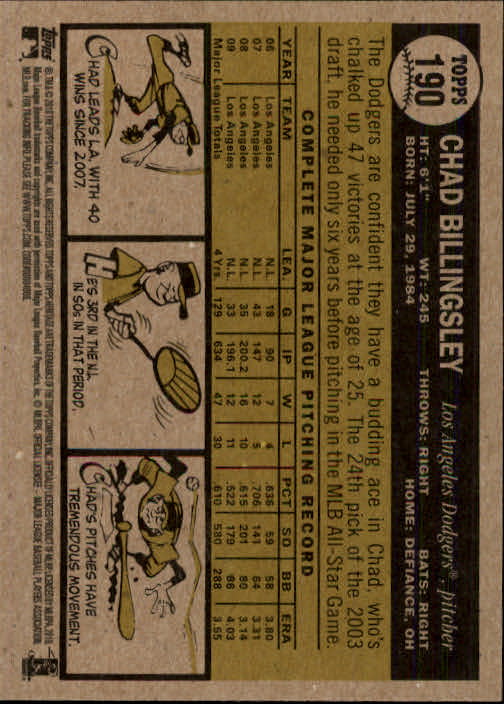 TOPPS
190
CHAD BILLINGSLEY Los Angeles Dodgers®, pitcher
HT: 6'1" WT: 245 THROWS: RIGHT BATS: RIGHT
BORN: JULY 29, 1984 HOME: DEFIANCE, OH
The Dodgers are confident they have a budding ace in Chad, who's
chalked up 47 victories at the age of 25. The 24th pick of the 2003
draft, he needed only six years before pitching in the MLB All-Star Game.
COMPLETE MAJOR LEAGUE PITCHING RECORD
YEAR TEAM LEA. G IP W L PCT SO BB ERA
06 Los Angeles N.L. 18 90 7 4 .636 59 58 3.80
07 Los Angeles N.L. 43 147 12 5 .706 141 64 3.31
08 Los Angeles N.L. 35 200.2 16 10 .615 201 80 3.14
09 Los Angeles N.L. 33 196.1 12 11 .522 179 86 4.03
Major League Totals 4 Yrs. 129 634 47 30 .610 580 288 3.55
CHAD LEADS L.A. WITH 40
WINS SINCE 2007.
HE'S 3RD IN THE N.L.
IN SOs IN THAT PERIOD.
CHAD'S PITCHES HAVE
TREMENDOUS MOVEMENT.
Topps